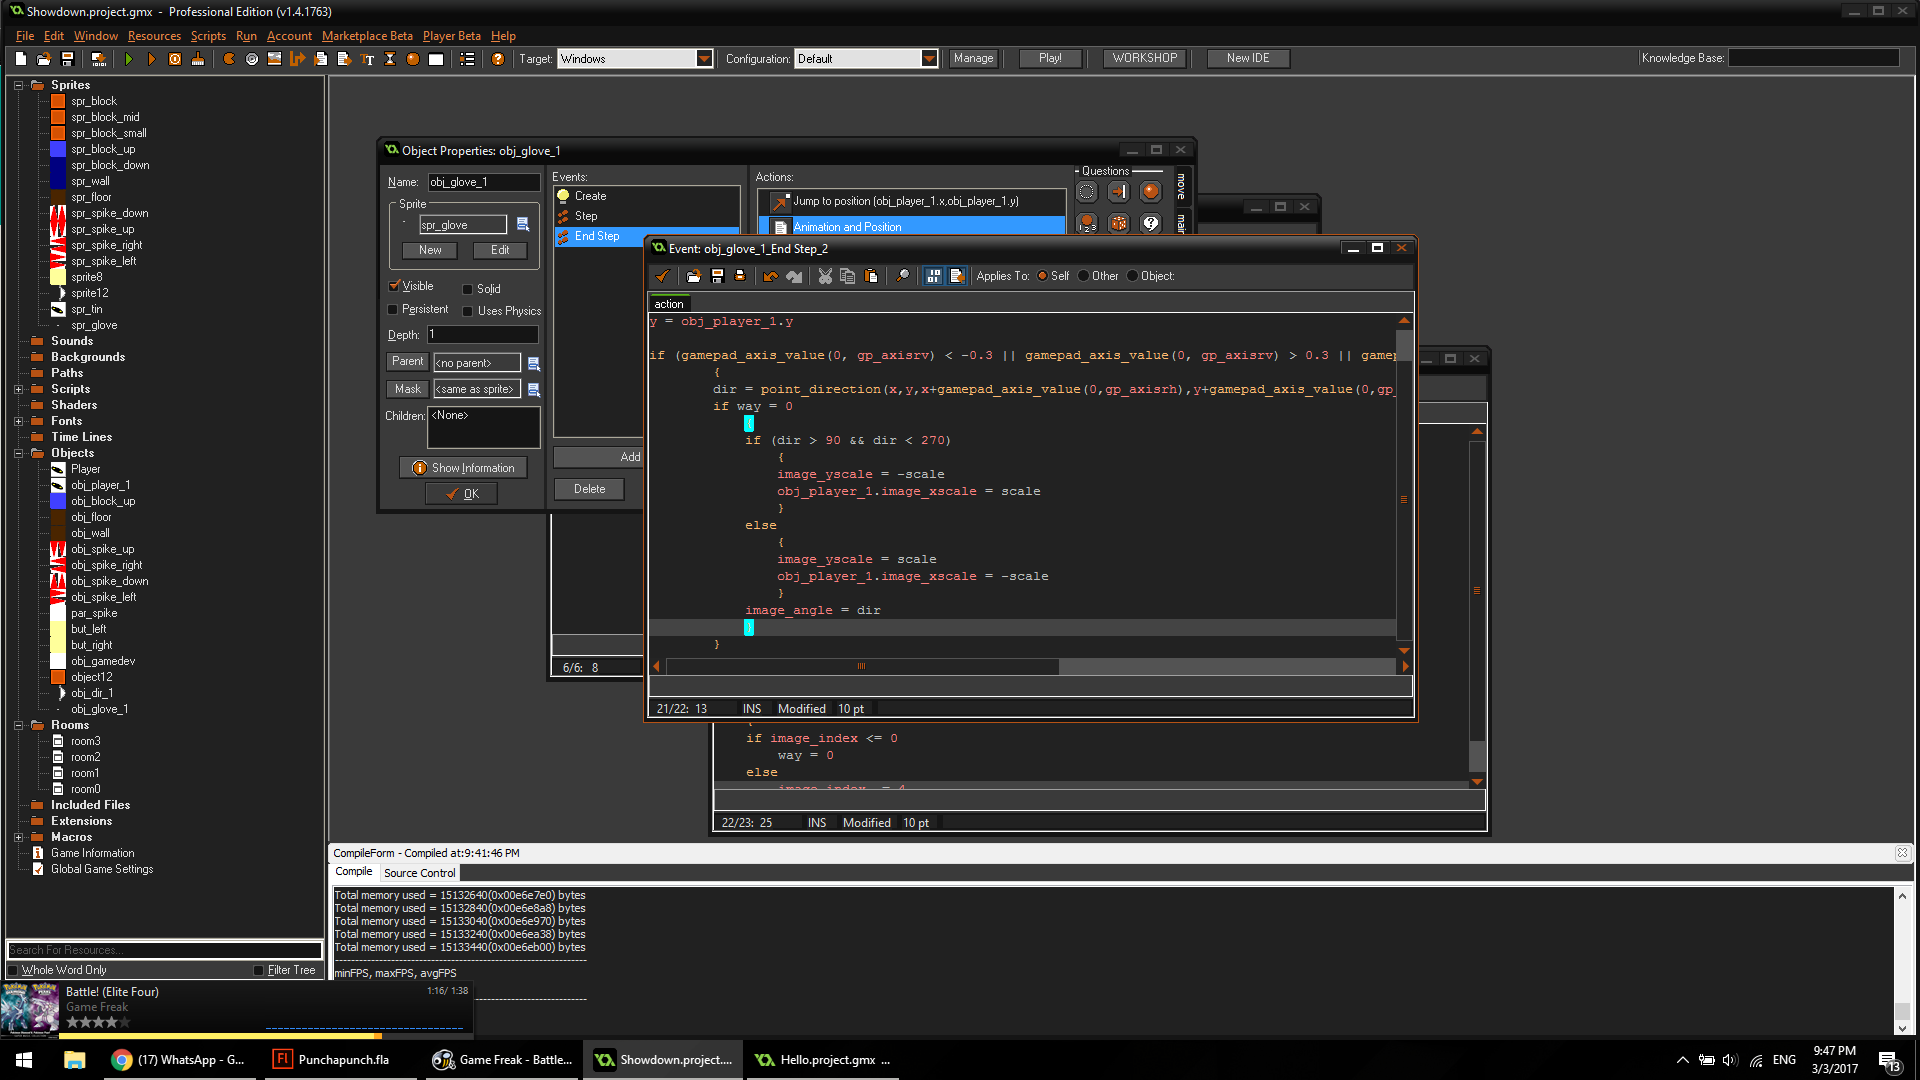 Showdown.project.gmx - Professional Edition (v1.4.1763)
File Edit Window Resources Scripts Run Account Marketplace Beta Player Beta Help
Target: Windows Configuration: Default Manage Play! WORKSHOP New IDE Knowledge Base:
Sprites
spr_block
spr_block_mid
spr_block_small
spr_block_up
spr_block_down
spr_wall
spr_floor
spr_spike_down
spr_spike_up
spr_spike_right
spr_spike_left
sprite8
sprite12
spr_tin
spr_glove
Sounds
Backgrounds
Paths
Scripts
Shaders
Fonts
Time Lines
Objects
Player
obj_player_1
obj_block_up
obj_floor
obj_wall
obj_spike_up
obj_spike_right
obj_spike_down
obj_spike_left
par_spike
but_left
but_right
obj_gamedev
object12
obj_dir_1
obj_glove_1
Rooms
room3
room2
room1
room0
Included Files
Extensions
Macros
Game Information
Global Game Settings
Search For Resources...
Whole Word Only Filter Tree
Object Properties: obj_glove_1
Name: obj_glove_1
Sprite
spr_glove
New Edit
Visible Solid
Persistent Uses Physics
Depth: 1
Parent <no parent>
Mask <same as sprite>
Children: <None>
Show Information
OK
Events:
Create
Step
End Step
Add
Delete
Actions:
Jump to position (obj_player_1.x,obj_player_1.y)
Animation and Position
Questions
move
Event: obj_glove_1_End Step_2
Applies To: Self Other Object:
action
y = obj_player_1.y
if (gamepad_axis_value(0, gp_axisrv) < -0.3 || gamepad_axis_value(0, gp_axisrv) > 0.3 || game
{
dir = point_direction(x,y,x+gamepad_axis_value(0,gp_axisrh),y+gamepad_axis_value(0,gp_
if way = 0
{
if (dir > 90 && dir < 270)
{
image_yscale = -scale
obj_player_1.image_xscale = scale
}
else
{
image_yscale = scale
obj_player_1.image_xscale = -scale
}
image_angle = dir
}
}
21/22: 13 INS Modified 10 pt
6/6: 8
if image_index <= 0
way = 0
else
22/23: 25 INS Modified 10 pt
CompileForm - Compiled at:9:41:46 PM
Compile Source Control
Total memory used = 15132640(0x00e6e7e0) bytes
Total memory used = 15132840(0x00e6e8a8) bytes
Total memory used = 15133040(0x00e6e970) bytes
Total memory used = 15133240(0x00e6ea38) bytes
Total memory used = 15133440(0x00e6eb00) bytes
minFPS, maxFPS, avgFPS
Battle! (Elite Four) 1:16/ 1:38
Game Freak
(17) WhatsApp - G... Punchapunch.fla Game Freak - Battle... Showdown.project.... Hello.project.gmx ... ENG 9:47 PM
3/3/2017
13